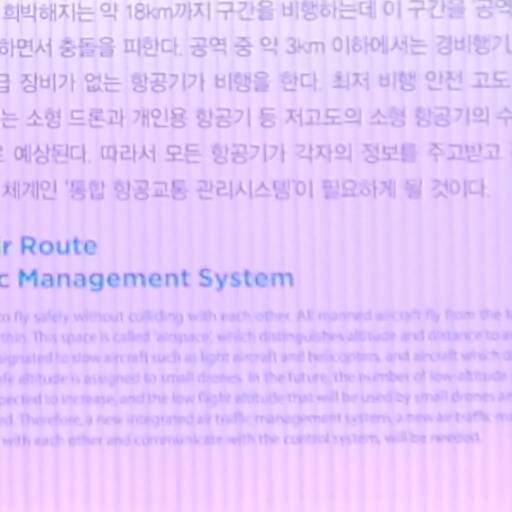 희박해지는 약 18km까지 구간을 비행하는데 이 구간을 공역
하면서 충돌을 피한다. 공역 중 약 3km 이하에서는 경비행기
급 장비가 없는 항공기가 비행을 한다. 최저 비행 안전 고도
는 소형 드론과 개인용 항공기 등 저고도의 소형 항공기의 수
로 예상된다. 따라서 모든 항공기가 각자의 정보를 주고받고
체계인 '통합 항공교통 관리시스템'이 필요하게 될 것이다.
ir Route
c Management System
to fly safely without colliding with each other. All manned aircraft fly from the
This space is called 'airspace', which distinguishes altitude and distance to
signated to slow aircraft such as light aircraft and helicopters, and aircraft which
fe altitude is assigned to small drones. In the future, the number of low-altitude
pected to increase, and the low flight altitude that will be used by small drones
ed. Therefore, a new integrated air traffic management system, a new air traffic
with each other and communicate with the control system, will be needed.